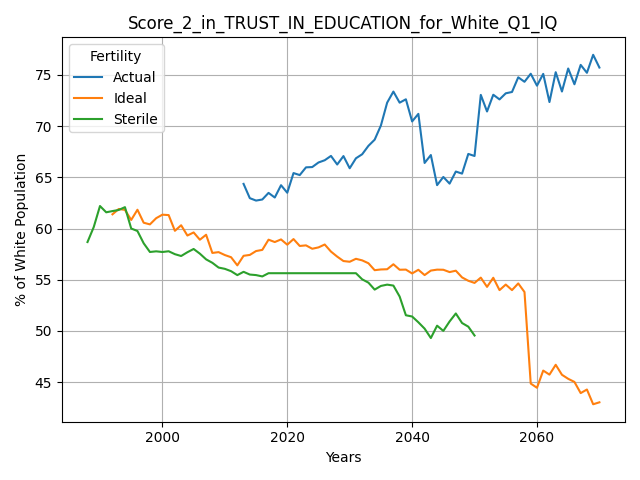 Score_2_in_TRUST_IN_EDUCATION_for_White_Q1_IQ
Fertility
Actual
Ideal
Sterile
% of White Population
75
70
65
60
55
50
45
2000
2020
2040
2060
Years